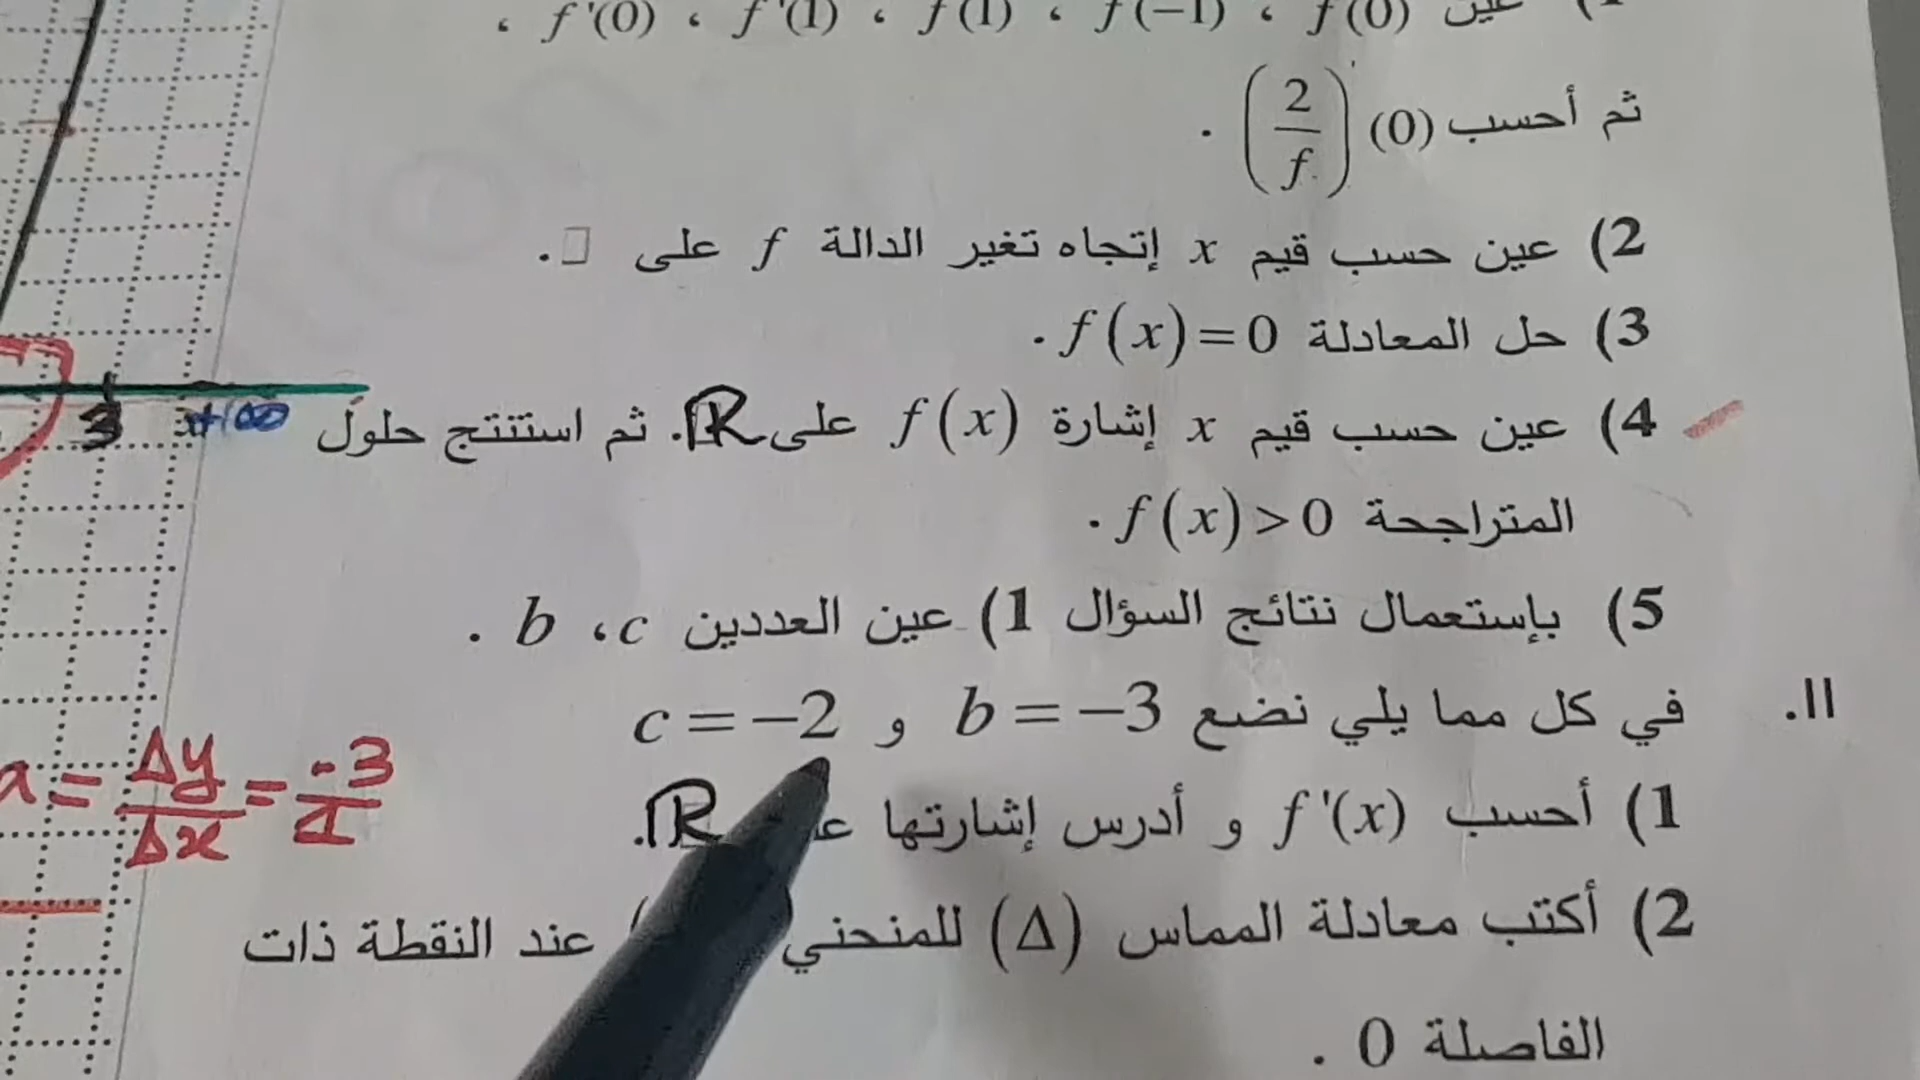 عين f(0) ، f(−1) ، f(1) ، f'(1) ، f'(0) ،
ثم أحسب (2/f)'(0) .
2) عين حسب قيم x إتجاه تغير الدالة f على □.
3) حل المعادلة f(x)=0 .
4) عين حسب قيم x إشارة f(x) على ℝ. ثم استنتج حلول
المتراجحة f(x)>0 .
5) بإستعمال نتائج السؤال 1) عين العددين b ،c .
II. في كل مما يلي نضع b=−3 و c=−2
1) أحسب f'(x) و أدرس إشارتها ℝ.
2) أكتب معادلة المماس (Δ) للمنحني عند النقطة ذات
الفاصلة 0 .
3 +∞
a = Δy/Δx = -3/1